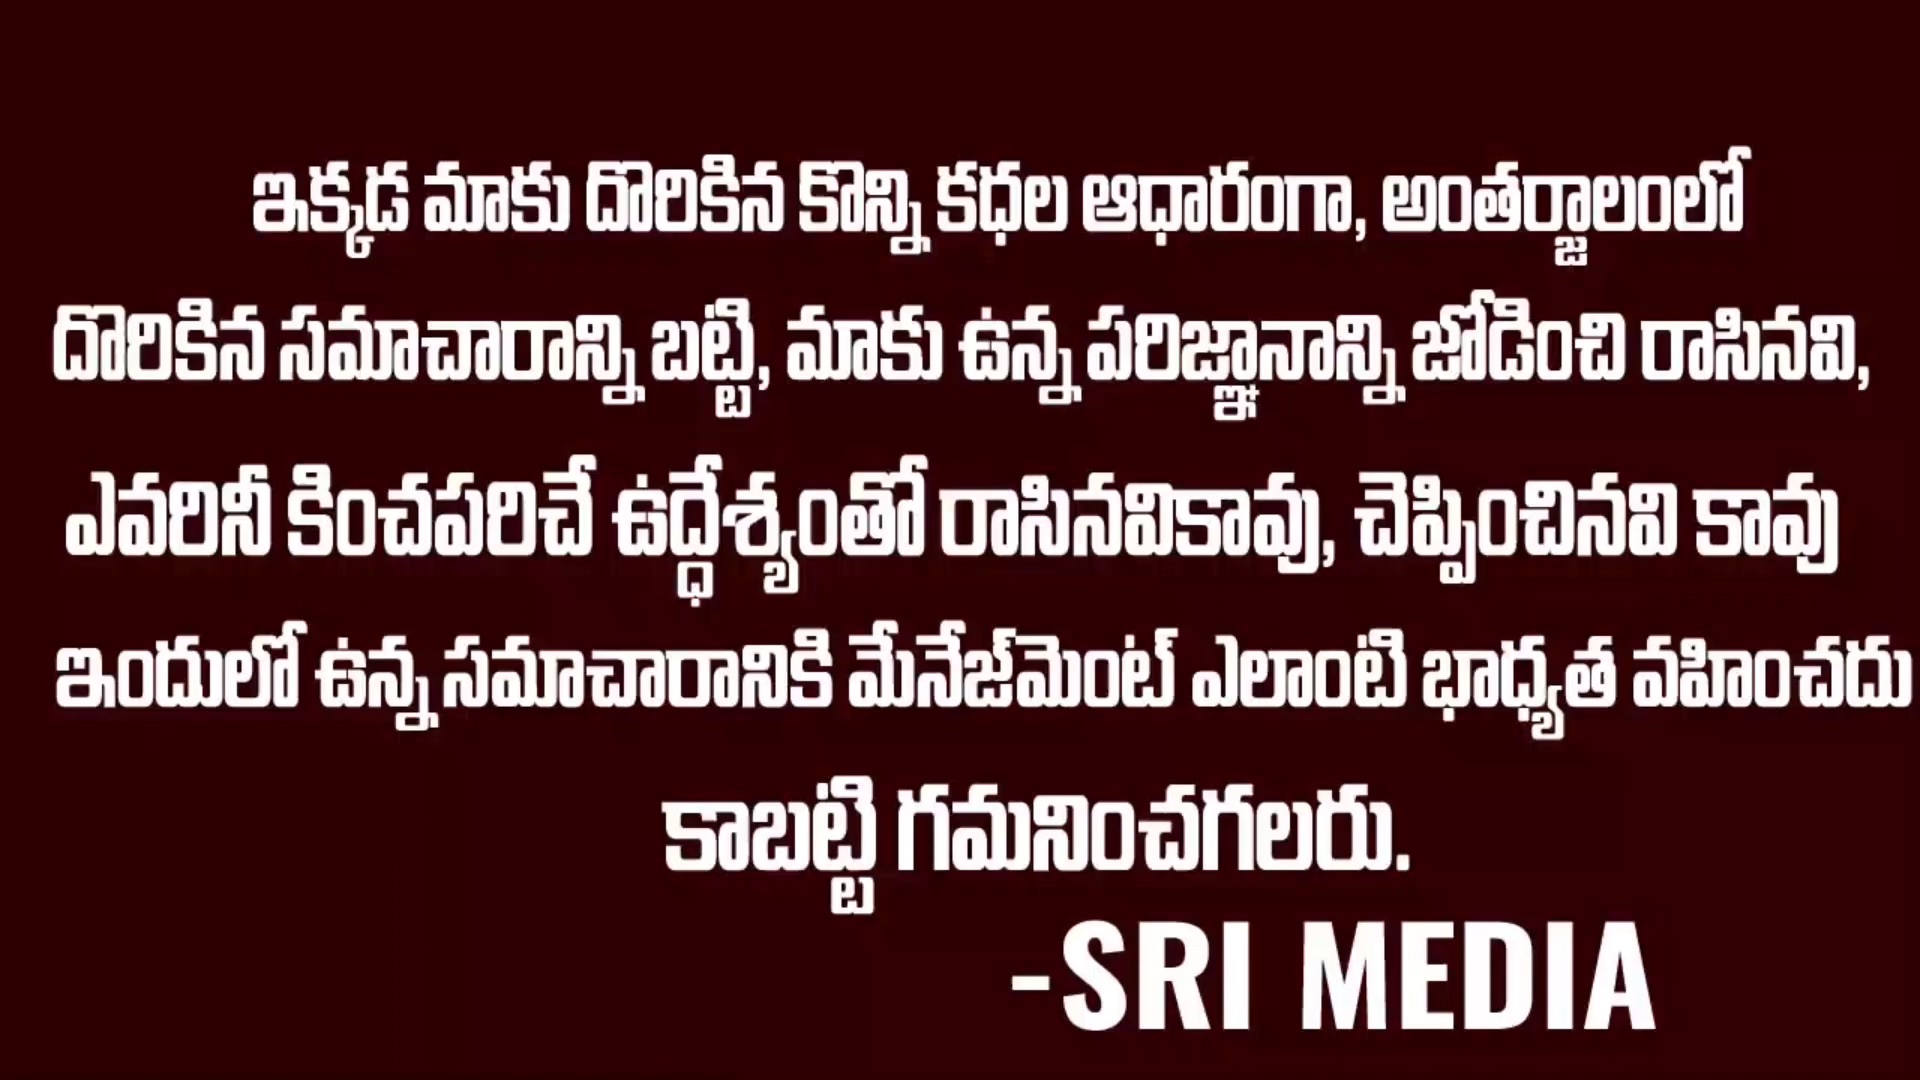 ఇక్కడ మాకు దొరికిన కొన్ని కధల ఆధారంగా, అంతర్జాలంలో
దొరికిన సమాచారాన్ని బట్టి, మాకు ఉన్న పరిజ్ఞానాన్ని జోడించి రాసినవి,
ఎవరినీ కించపరిచే ఉద్ధేశ్యంతో రాసినవికావు, చెప్పించినవి కావు
ఇందులో ఉన్న సమాచారానికి మేనేజ్‌మెంట్ ఎలాంటి భాధ్యత వహించదు
కాబట్టి గమనించగలరు.
-SRI MEDIA